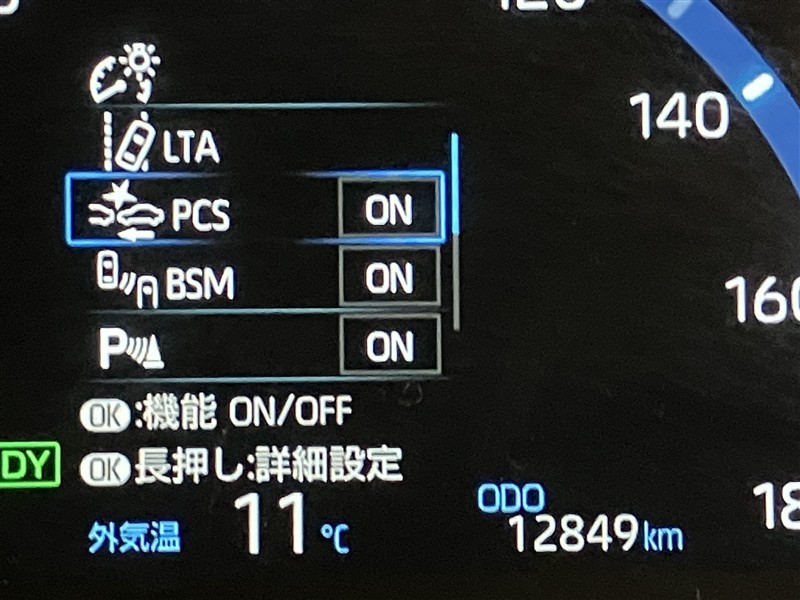 140
LTA
PCS ON
BSM ON
160
P ON
OK:機能 ON/OFF
DY
OK長押し:詳細設定
外気温 11℃
ODO
12849km